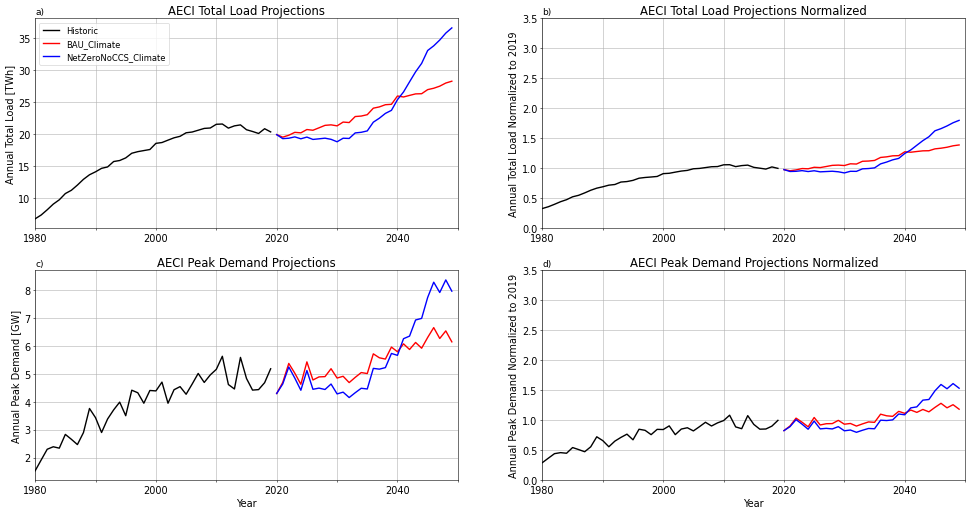 a)
AECI Total Load Projections
Annual Total Load [TWh]
35
30
25
20
15
10
Historic
BAU_Climate
NetZeroNoCCS_Climate
1980
2000
2020
2040
b)
AECI Total Load Projections Normalized
Annual Total Load Normalized to 2019
3.5
3.0
2.5
2.0
1.5
1.0
0.5
0.0
1980
2000
2020
2040
c)
AECI Peak Demand Projections
Annual Peak Demand [GW]
8
7
6
5
4
3
2
1980
2000
2020
2040
Year
d)
AECI Peak Demand Projections Normalized
Annual Peak Demand Normalized to 2019
3.5
3.0
2.5
2.0
1.5
1.0
0.5
0.0
1980
2000
2020
2040
Year